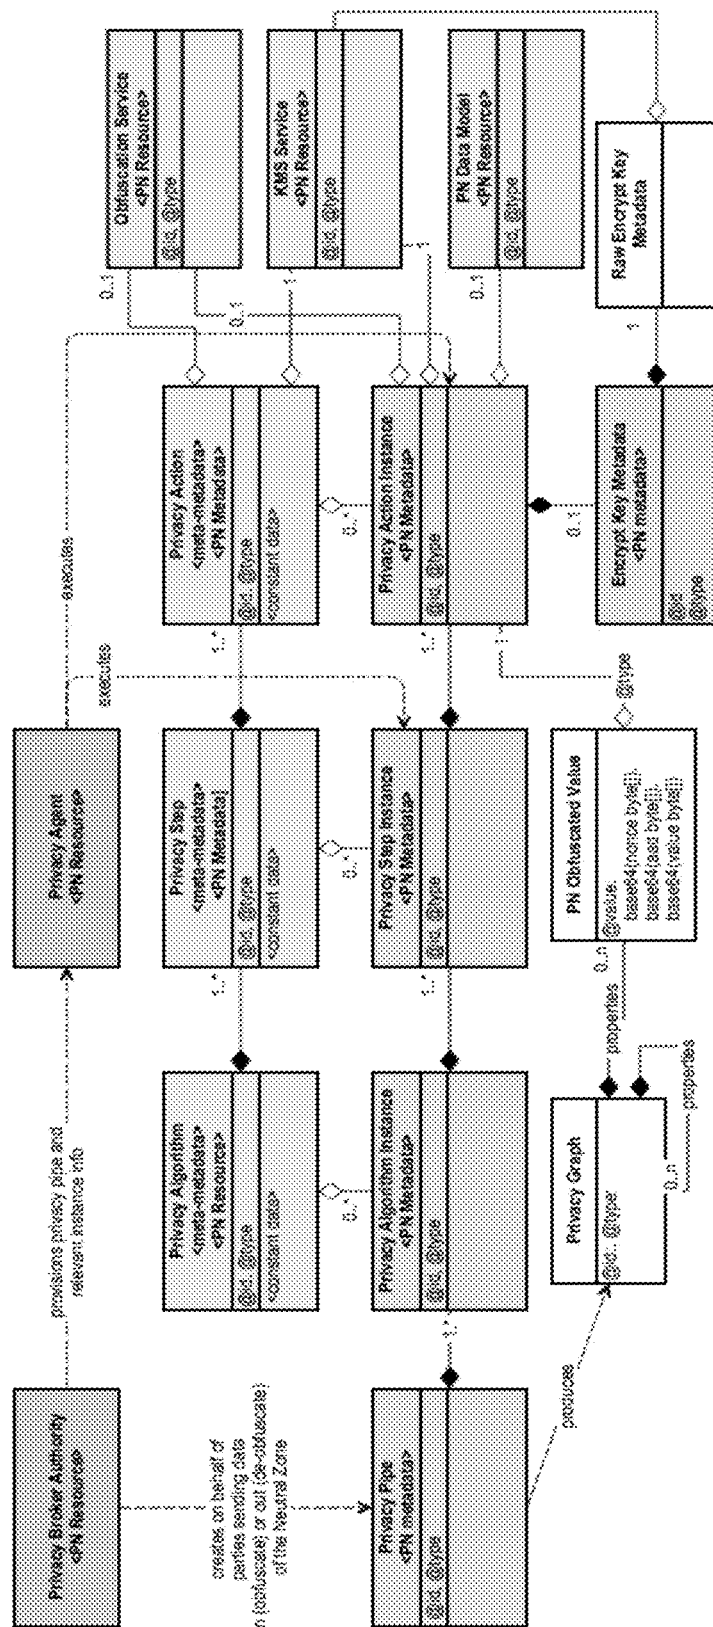 Privacy Broker Authority
<PN Resource>
provisions privacy pipe and
relevant instance info
Privacy Agent
<PN Resource>
executes
executes
creates on behalf of
parties sending data
n (obfuscate) or out (de-obfuscate)
of the Neutral Zone
Privacy Algorithm
<meta-metadata>
<PN Resource>
@id, @type
<constant data>
1..*
Privacy Step
<meta-metadata>
<PN Metadata|
@id, @type
<constant data>
1..*
Privacy Action
<meta-metadata>
<PN Metadata>
@id, @type
<constant data>
0..1
Obfuscation Service
<PN Resource>
@id, @type
0..1
1
KMS Service
<PN Resource>
@id, @type
1
0..*
0..*
0..*
Privacy Pipe
<PN metadata>
@id, @type
1..*
Privacy Algorithm Instance
<PN Metadata>
@id, @type
1..*
Privacy Step Instance
<PN Metadata>
@id, @type
1..*
Privacy Action Instance
<PN Metadata>
@id, @type
0..1
PN Data Model
<PN Resource>
@id, @type
produces
Privacy Graph
@id, @type
0..n
properties
properties
0..n
PN Obfuscated Value
@value:
base64(nonce byte[]),
base64(aad byte[]),
base64(value byte[])
@type
1
0..1
Encrypt Key Metadata
<PN metadata>
@id
@type
1
Raw Encrypt Key
Metadata